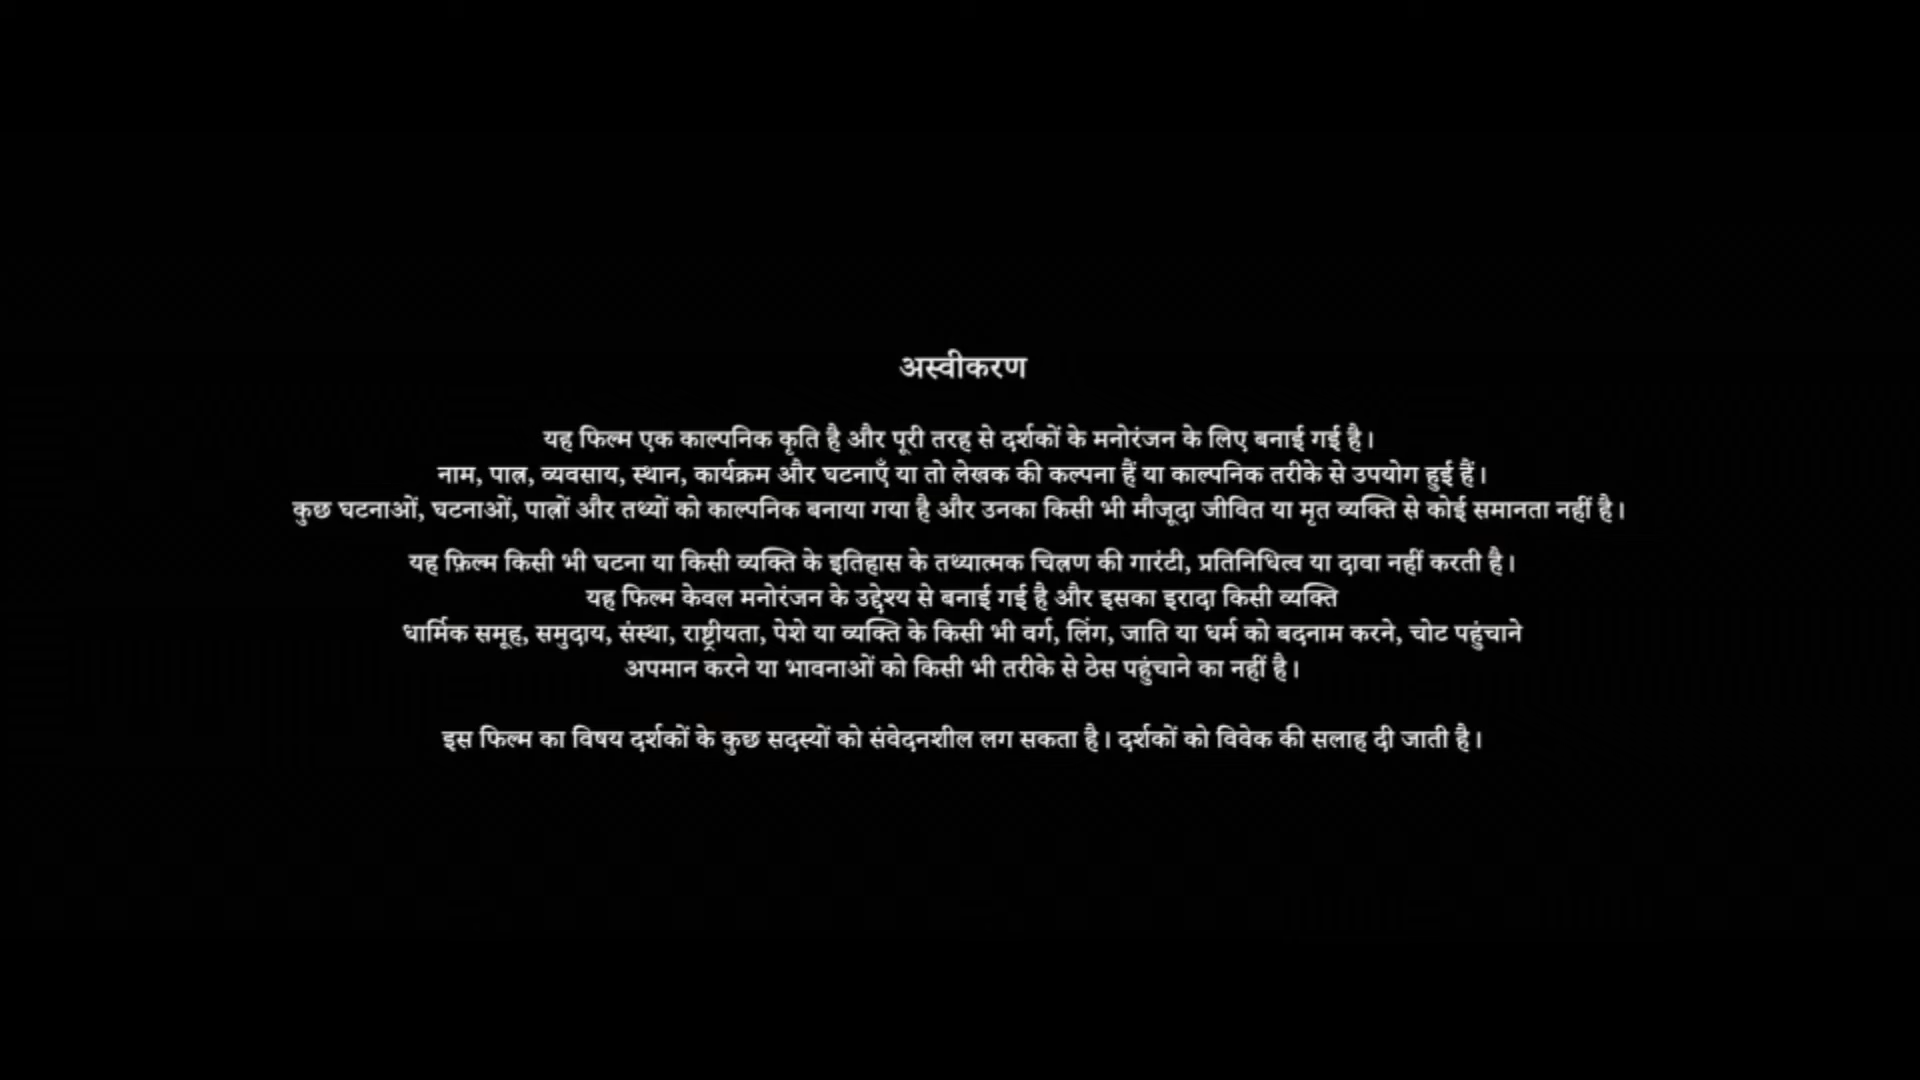 अस्वीकरण
यह फिल्म एक काल्पनिक कृति है और पूरी तरह से दर्शकों के मनोरंजन के लिए बनाई गई है।
नाम, पात्र, व्यवसाय, स्थान, कार्यक्रम और घटनाएँ या तो लेखक की कल्पना हैं या काल्पनिक तरीके से उपयोग हुई हैं।
कुछ घटनाओं, घटनाओं, पात्रों और तथ्यों को काल्पनिक बनाया गया है और उनका किसी भी मौजूदा जीवित या मृत व्यक्ति से कोई समानता नहीं है।
यह फ़िल्म किसी भी घटना या किसी व्यक्ति के इतिहास के तथ्यात्मक चित्रण की गारंटी, प्रतिनिधित्व या दावा नहीं करती है।
यह फिल्म केवल मनोरंजन के उद्देश्य से बनाई गई है और इसका इरादा किसी व्यक्ति
धार्मिक समूह, समुदाय, संस्था, राष्ट्रीयता, पेशे या व्यक्ति के किसी भी वर्ग, लिंग, जाति या धर्म को बदनाम करने, चोट पहुंचाने
अपमान करने या भावनाओं को किसी भी तरीके से ठेस पहुंचाने का नहीं है।
इस फिल्म का विषय दर्शकों के कुछ सदस्यों को संवेदनशील लग सकता है। दर्शकों को विवेक की सलाह दी जाती है।